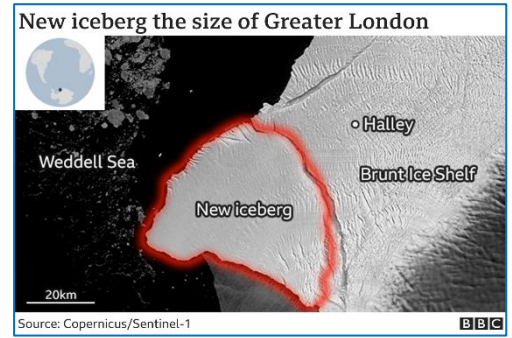 New iceberg the size of Greater London
Halley
Weddell Sea
Brunt Ice Shelf
New iceberg
20km
Source: Copernicus/Sentinel-1
BBC